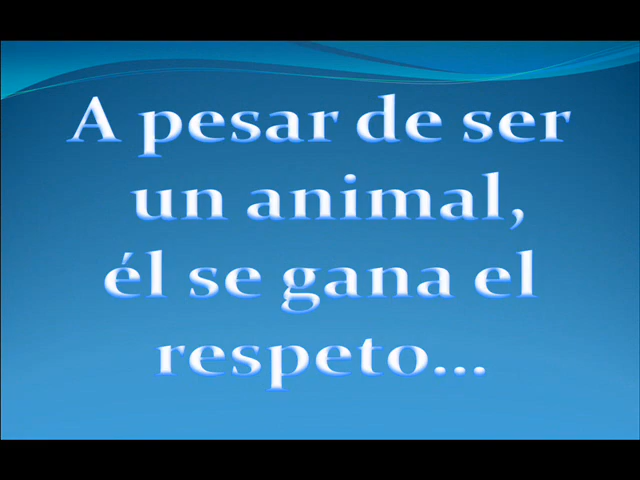 A pesar de ser
un animal,
él se gana el
respeto...